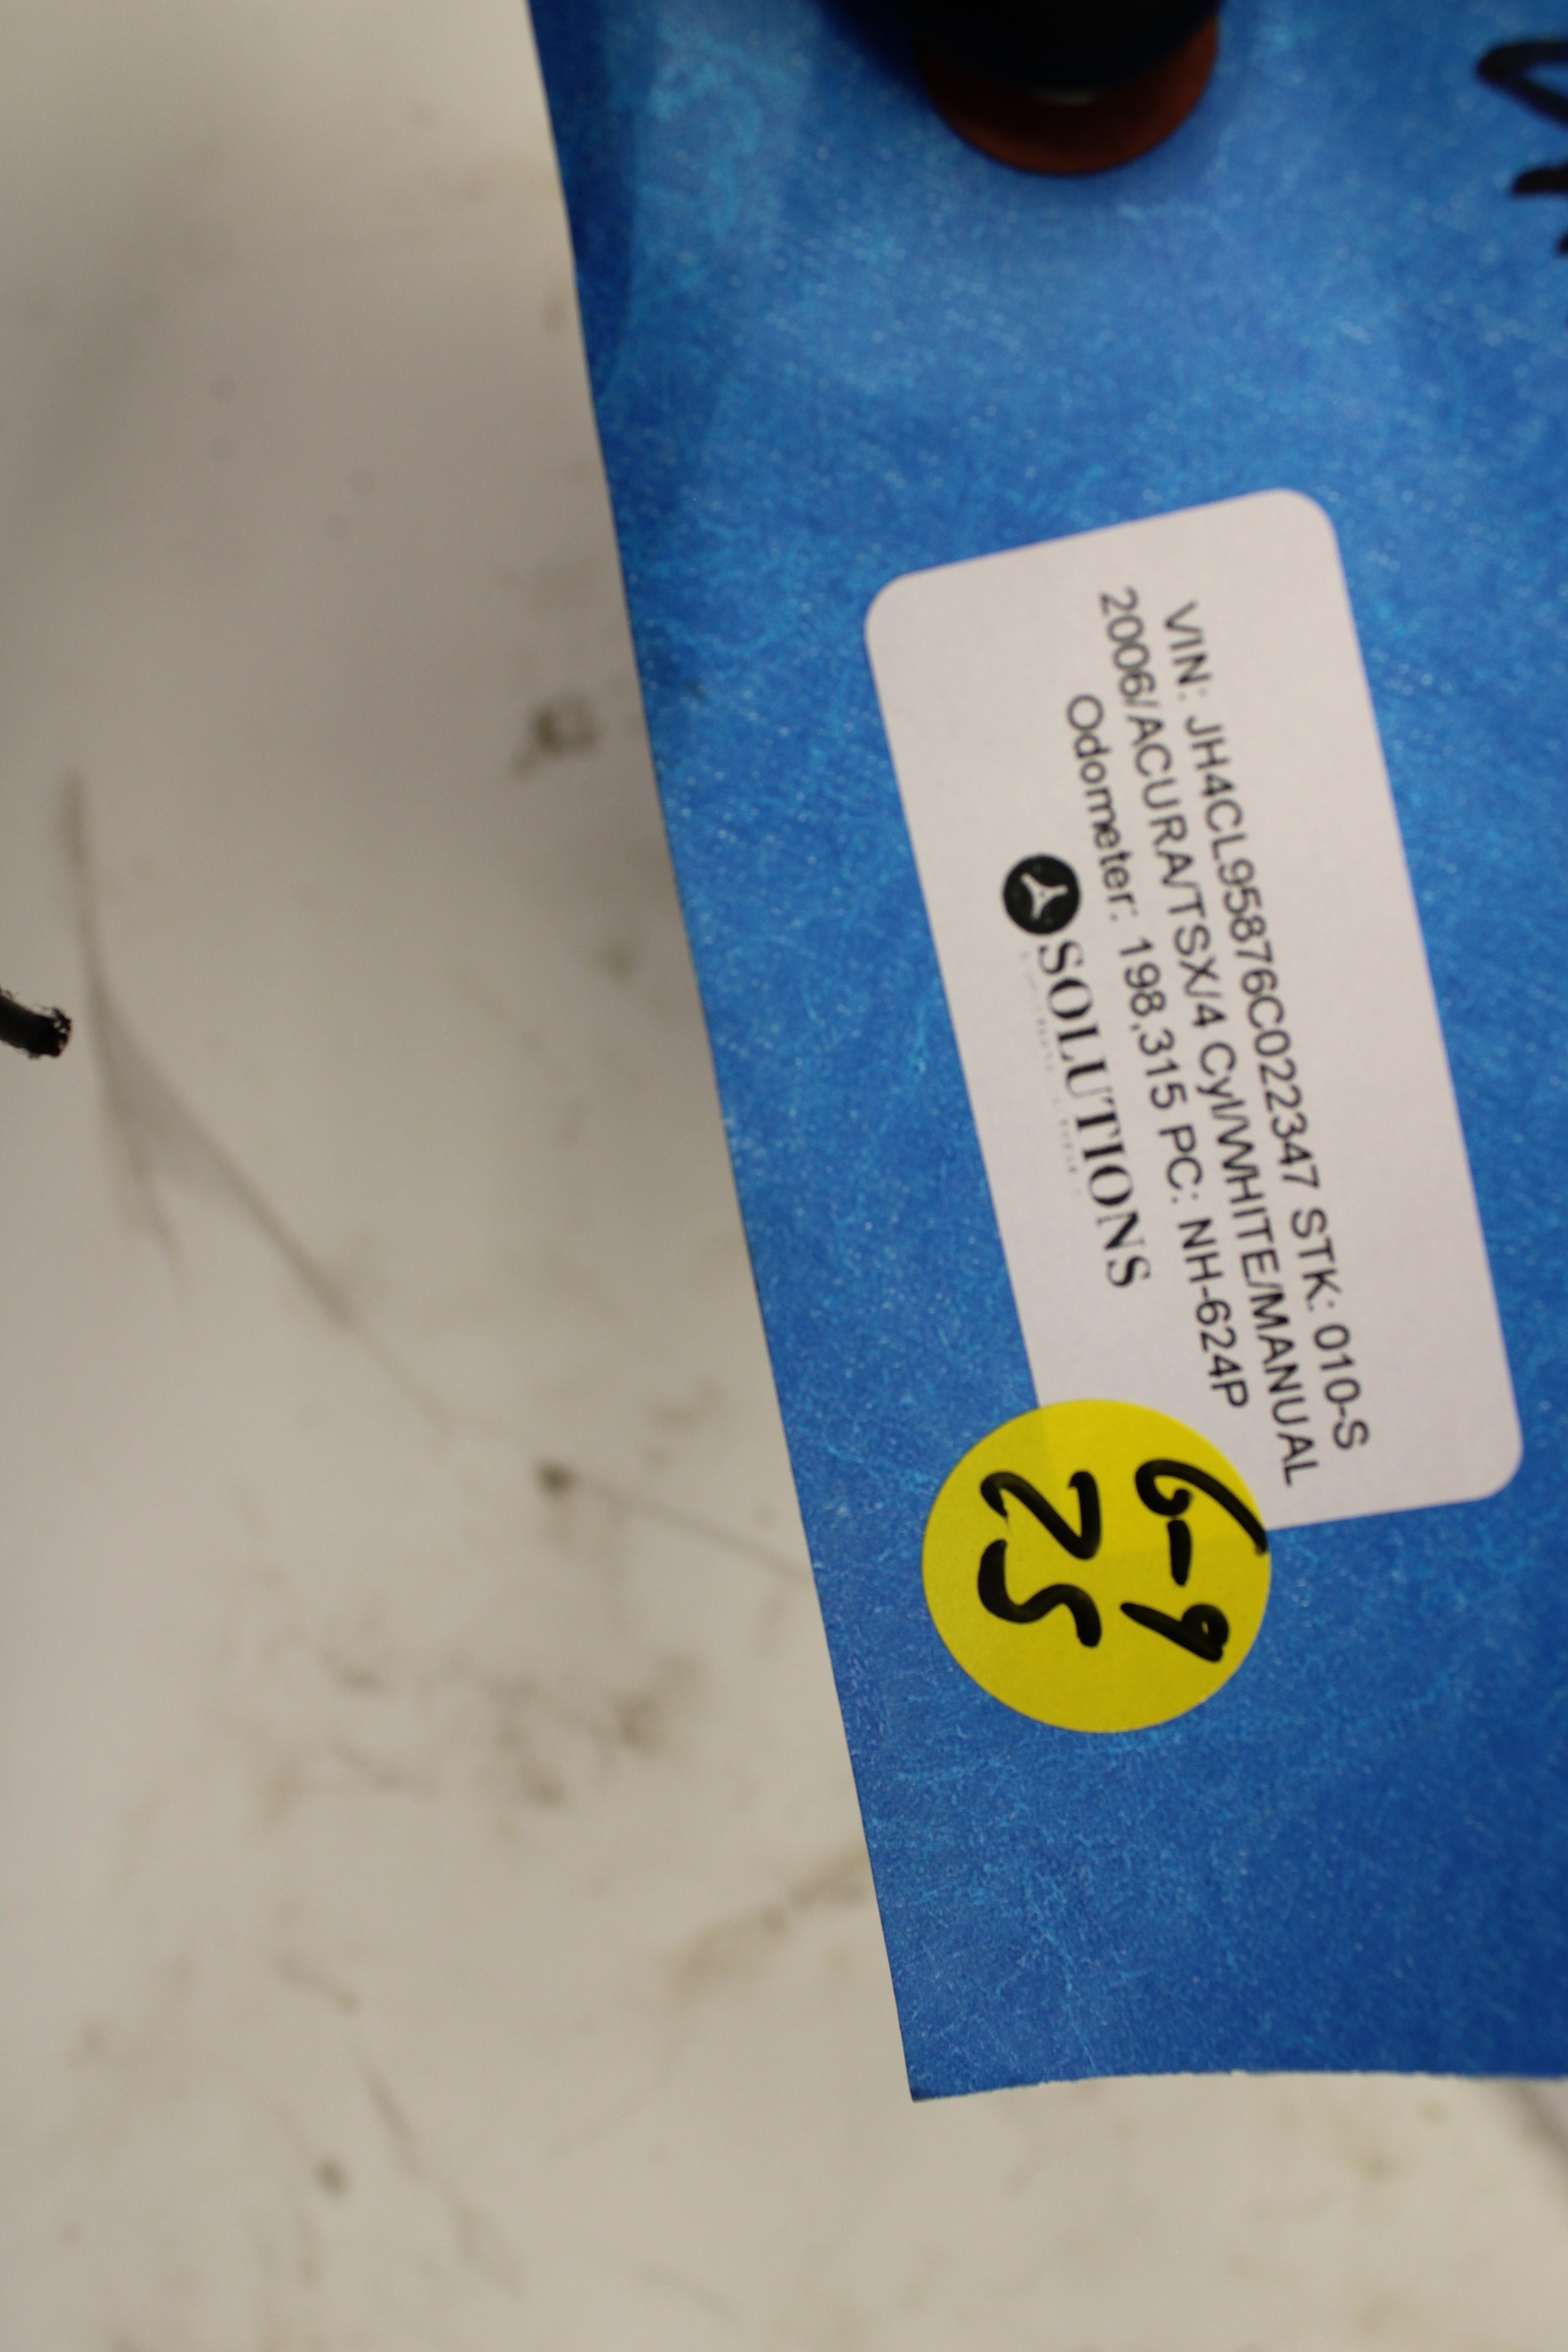 VIN: JH4CL95876C022347 STK: 010-S
2006/ACURA/TSX/4 Cyl/WHITE/MANUAL
Odometer: 198,315 PC: NH-624P
SOLUTIONS
6-9
25